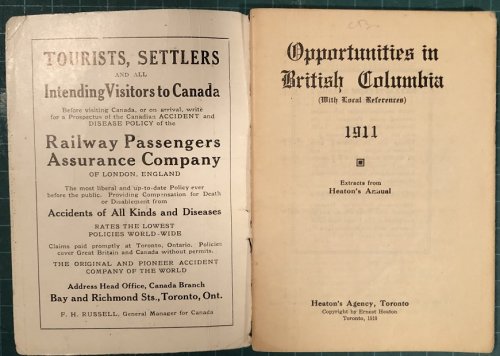 TOURISTS, SETTLERS
AND ALL
Intending Visitors to Canada
Before visiting Canada, or on arrival, write
for a Prospectus of the Canadian ACCIDENT and
DISEASE POLICY of the
Railway Passengers
Assurance Company
OF LONDON, ENGLAND
The most liberal and up-to-date Policy ever
before the public. Providing Compensation for Death
or Disablement from
Accidents of All Kinds and Diseases
RATES THE LOWEST
POLICIES WORLD-WIDE
Claims paid promptly at Toronto, Ontario. Policies
cover Great Britain and Canada without permits.
THE ORIGINAL AND PIONEER ACCIDENT
COMPANY OF THE WORLD
Address Head Office, Canada Branch
Bay and Richmond Sts., Toronto, Ont.
F. H. RUSSELL, General Manager for Canada
Opportunities in
British Columbia
(With Local References)
1911
Extracts from
Heaton's Annual
Heaton's Agency, Toronto
Copyright by Ernest Heaton
Toronto, 1910